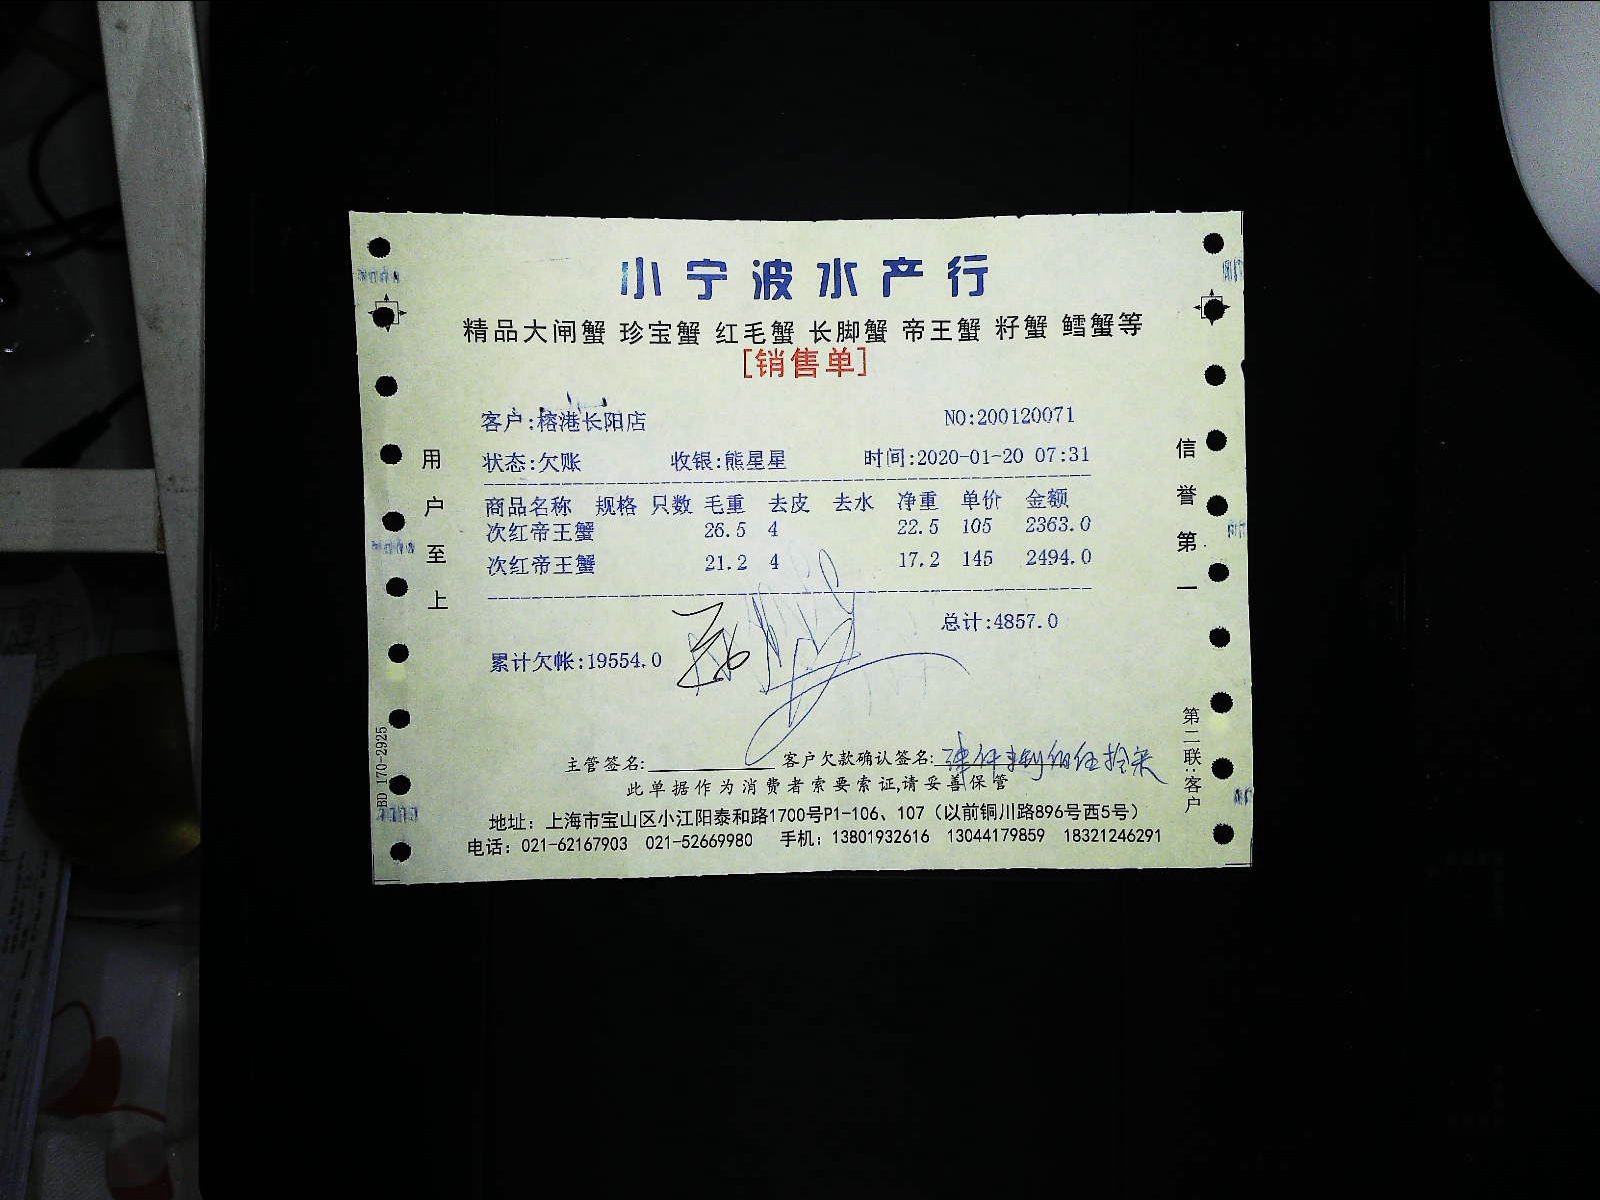 小宁波水产行
精品大闸蟹 珍宝蟹 红毛蟹 长脚蟹 帝王蟹 籽蟹 鳕蟹等
[销售单]
客户:榕港长阳店 NO:200120071
状态:欠账 收银:熊星星 时间:2020-01-20 07:31
商品名称 规格 只数 毛重 去皮 去水 净重 单价 金额
次红帝王蟹 26.5 4 22.5 105 2363.0
次红帝王蟹 21.2 4 17.2 145 2494.0
总计:4857.0
累计欠帐:19554.0
主管签名: 客户欠款确认签名:
此单据作为消费者索要索证,请妥善保管
地址：上海市宝山区小江阳泰和路1700号P1-106、107（以前铜川路896号西5号）
电话：021-62167903 021-52669980 手机：13801932616 13044179859 18321246291
用户至上
信誉第一
第二联:客户
BD 170-2925